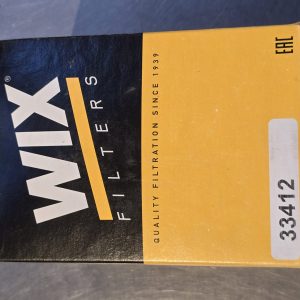 WIX®
FILTERS
QUALITY FILTRATION SINCE 1939
EAC
33412